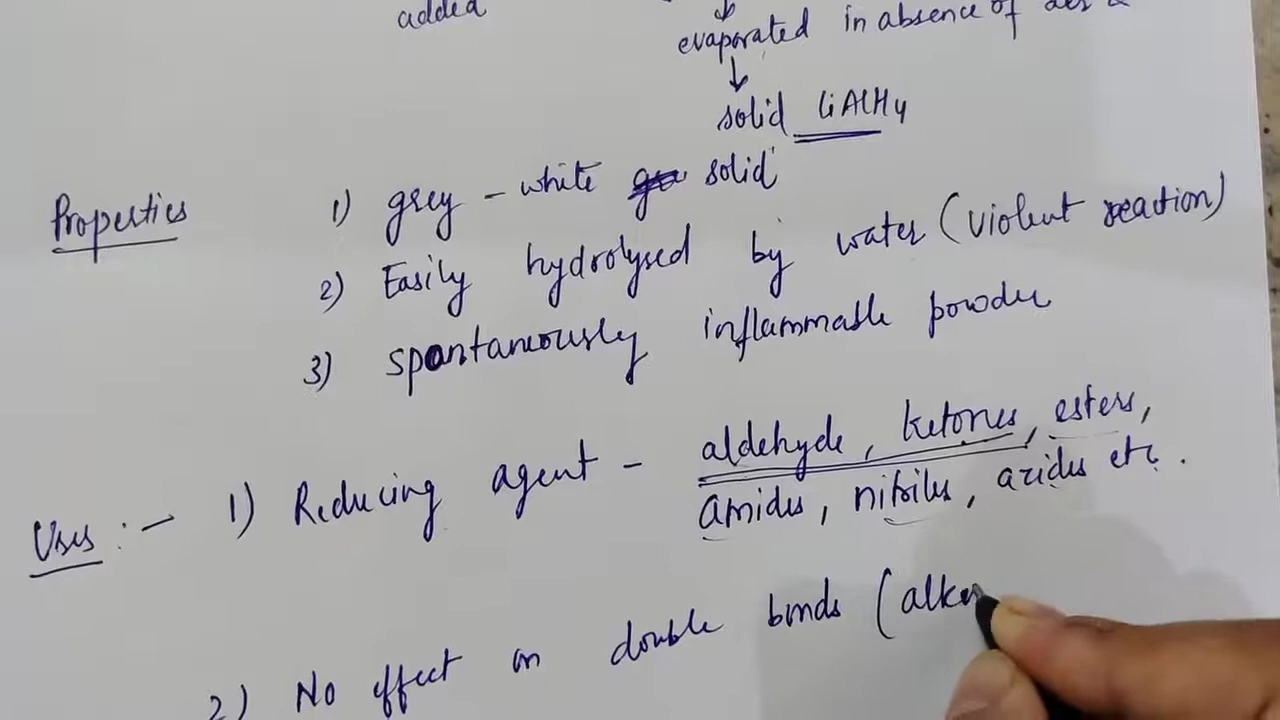 added
evaporated in absence of
solid LiAlH4
Properties 1) grey - white solid
2) Easily hydrolysed by water (violent reaction)
3) spontaneously inflammable powder
Uses :- 1) Reducing agent - aldehyde, ketones, esters,
amides, nitriles, azides etc.
2) No effect on double bonds (alke